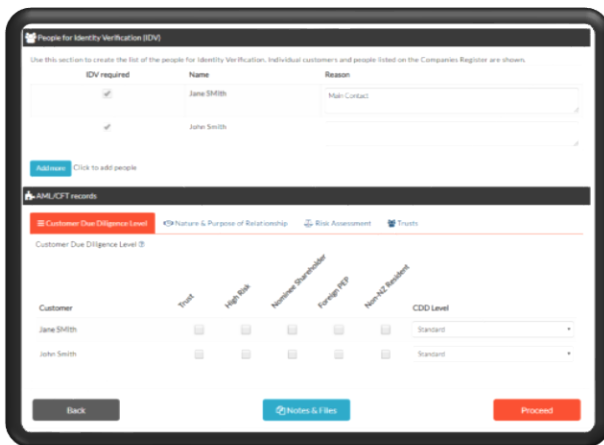 People for Identity Verification (IDV)
Use this section to create the list of the people for Identity Verification. Individual customers and people listed on the Companies Register are shown.
IDV required Name Reason
Jane SMith Main Contact
John Smith
Add more Click to add people
AML/CFT records
Customer Due Diligence Level Nature & Purpose of Relationship Risk Assessment Trusts
Customer Due Diligence Level
Customer Trust High Risk Nominee Shareholder Foreign PEP Non-NZ Resident CDD Level
Jane SMith Standard
John Smith Standard
Back Notes & Files Proceed